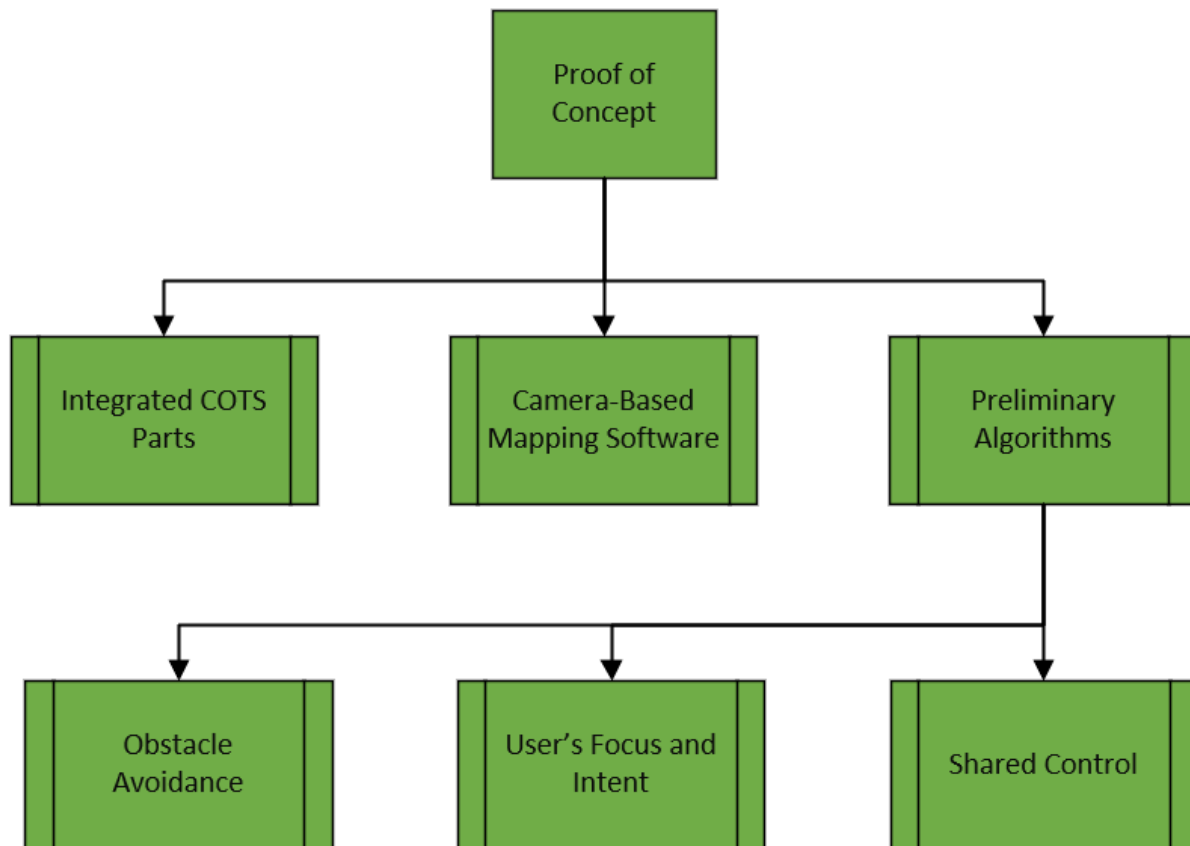 Proof of
Concept
Integrated COTS
Parts
Camera-Based
Mapping Software
Preliminary
Algorithms
Obstacle
Avoidance
User’s Focus and
Intent
Shared Control